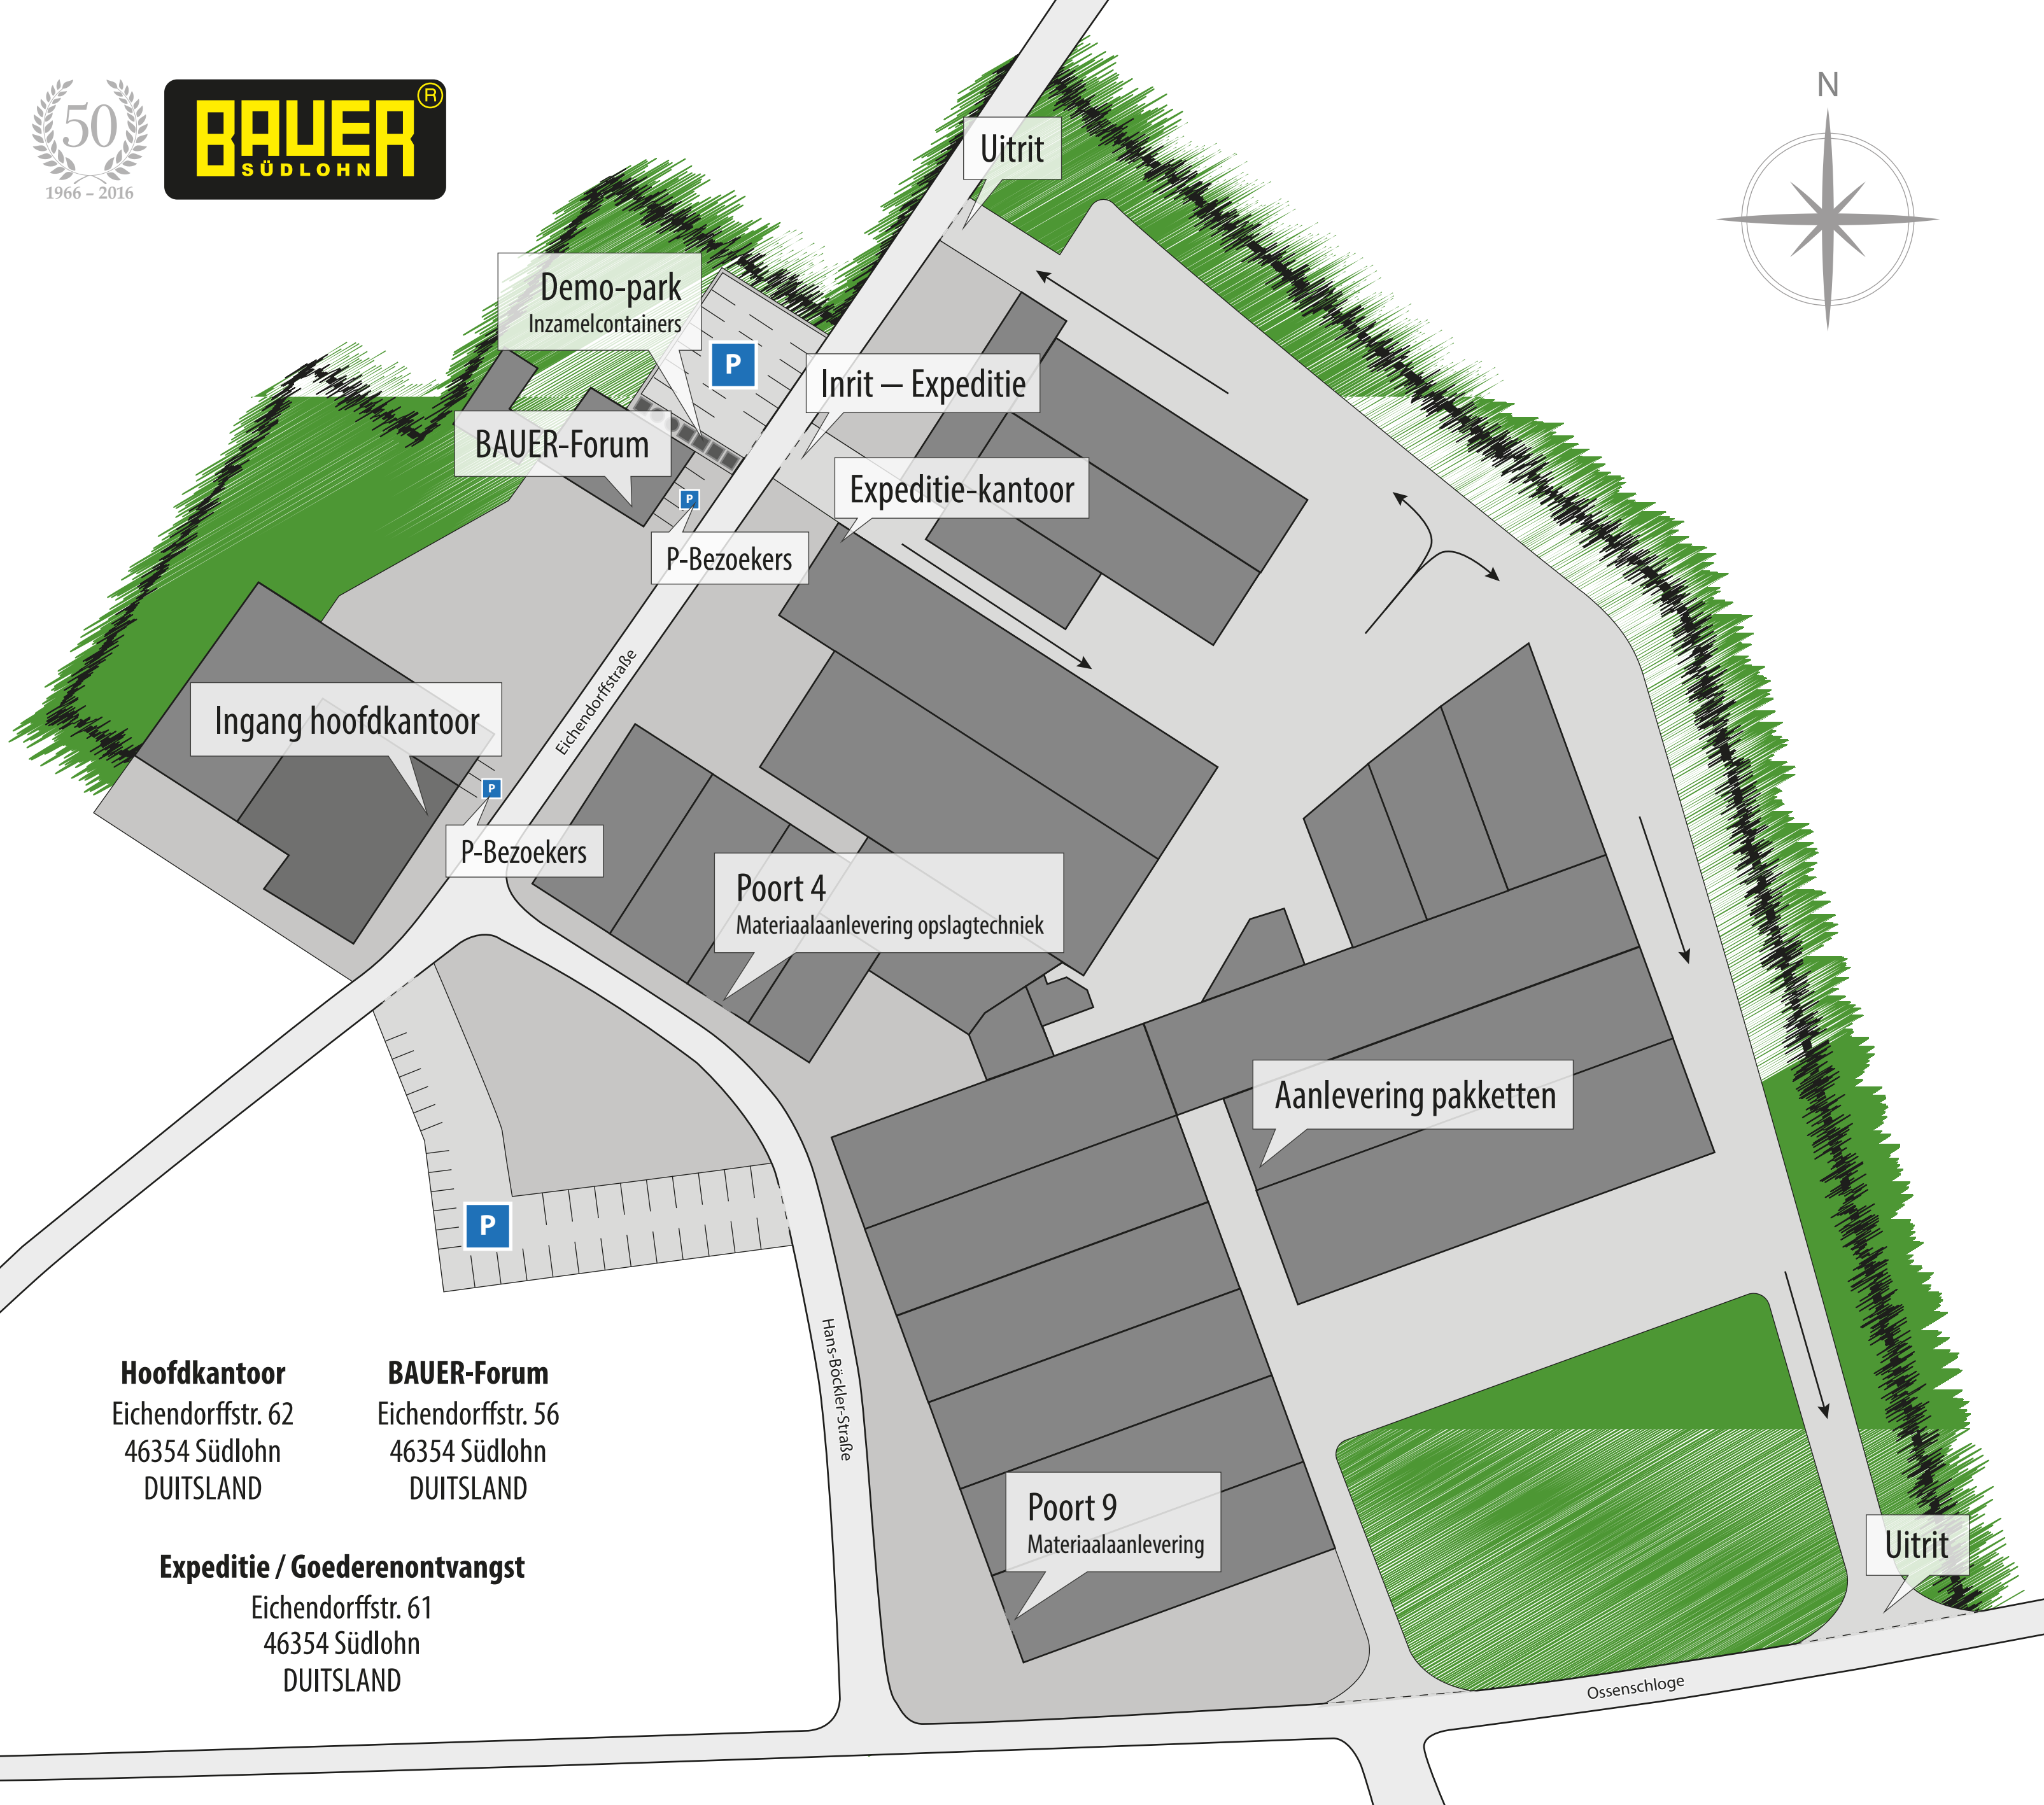 50
1966 – 2016
BAUER®
SÜDLOHN
N
Uitrit
Demo-park
Inzamelcontainers
P
Inrit – Expeditie
BAUER-Forum
Expeditie-kantoor
P
P-Bezoekers
Eichendorffstraße
Ingang hoofdkantoor
P
P-Bezoekers
Poort 4
Materiaalaanlevering opslagtechniek
Aanlevering pakketten
P
Hans-Böckler-Straße
Poort 9
Materiaalaanlevering
Uitrit
Ossenschloge
Hoofdkantoor
Eichendorffstr. 62
46354 Südlohn
DUITSLAND
BAUER-Forum
Eichendorffstr. 56
46354 Südlohn
DUITSLAND
Expeditie / Goederenontvangst
Eichendorffstr. 61
46354 Südlohn
DUITSLAND